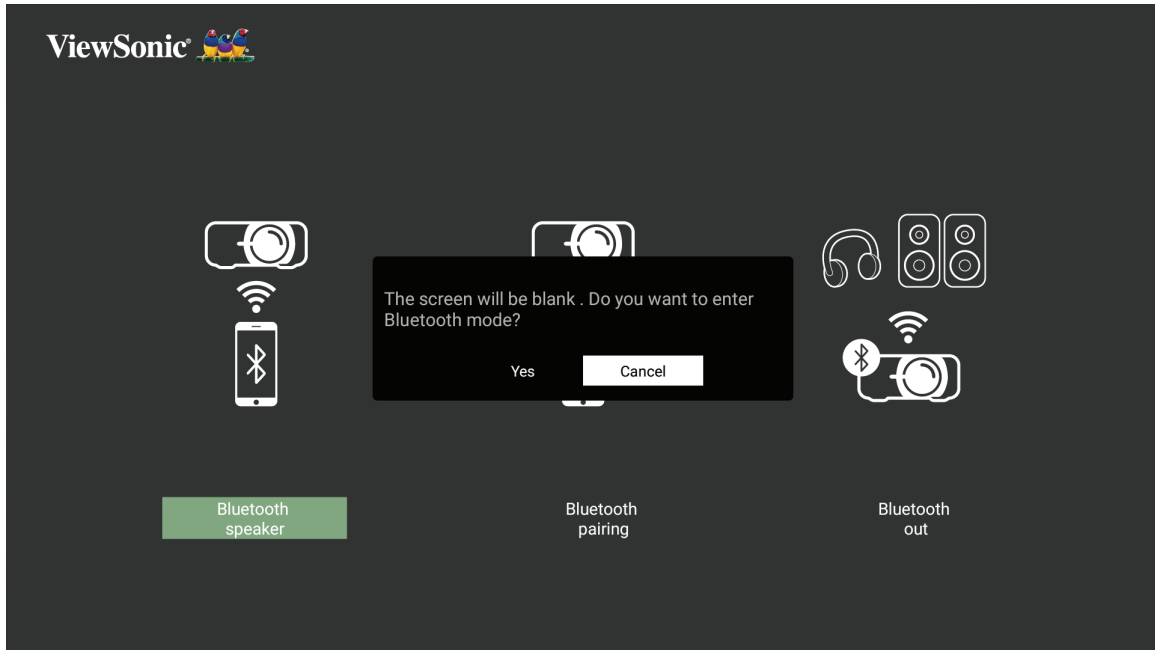 ViewSonic®
The screen will be blank . Do you want to enter
Bluetooth mode?
Yes
Cancel
Bluetooth
speaker
Bluetooth
pairing
Bluetooth
out